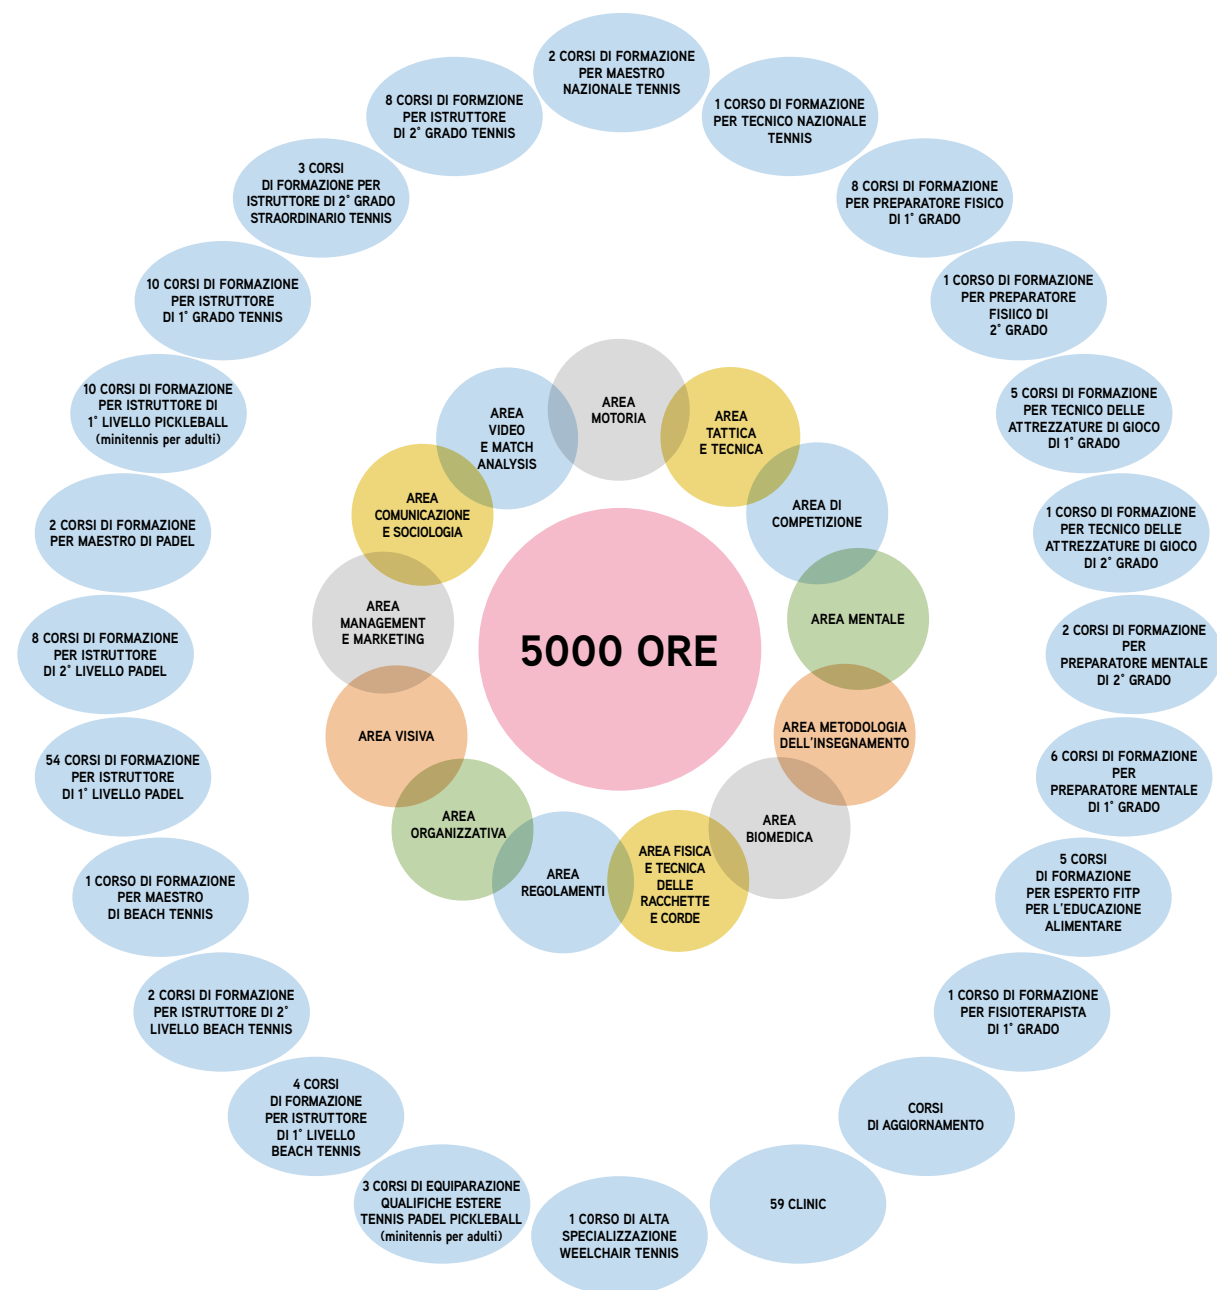 2 CORSI DI FORMAZIONE
PER MAESTRO
NAZIONALE TENNIS
1 CORSO DI FORMAZIONE
PER TECNICO NAZIONALE
TENNIS
8 CORSI DI FORMAZIONE
PER PREPARATORE FISICO
DI 1° GRADO
1 CORSO DI FORMAZIONE
PER PREPARATORE
FISIICO DI
2° GRADO
5 CORSI DI FORMAZIONE
PER TECNICO DELLE
ATTREZZATURE DI GIOCO
DI 1° GRADO
1 CORSO DI FORMAZIONE
PER TECNICO DELLE
ATTREZZATURE DI GIOCO
DI 2° GRADO
2 CORSI DI FORMAZIONE
PER
PREPARATORE MENTALE
DI 2° GRADO
6 CORSI DI FORMAZIONE
PER
PREPARATORE MENTALE
DI 1° GRADO
5 CORSI
DI FORMAZIONE
PER ESPERTO FITP
PER L'EDUCAZIONE
ALIMENTARE
1 CORSO DI FORMAZIONE
PER FISIOTERAPISTA
DI 1° GRADO
CORSI
DI AGGIORNAMENTO
59 CLINIC
1 CORSO DI ALTA
SPECIALIZZAZIONE
WEELCHAIR TENNIS
3 CORSI DI EQUIPARAZIONE
QUALIFICHE ESTERE
TENNIS PADEL PICKLEBALL
(minitennis per adulti)
4 CORSI
DI FORMAZIONE
PER ISTRUTTORE
DI 1° LIVELLO
BEACH TENNIS
2 CORSI DI FORMAZIONE
PER ISTRUTTORE DI 2°
LIVELLO BEACH TENNIS
1 CORSO DI FORMAZIONE
PER MAESTRO
DI BEACH TENNIS
54 CORSI DI FORMAZIONE
PER ISTRUTTORE
DI 1° LIVELLO PADEL
8 CORSI DI FORMAZIONE
PER ISTRUTTORE
DI 2° LIVELLO PADEL
2 CORSI DI FORMAZIONE
PER MAESTRO DI PADEL
10 CORSI DI FORMAZIONE
PER ISTRUTTORE DI
1° LIVELLO PICKLEBALL
(minitennis per adulti)
10 CORSI DI FORMAZIONE
PER ISTRUTTORE
DI 1° GRADO TENNIS
3 CORSI
DI FORMAZIONE PER
ISTRUTTORE DI 2° GRADO
STRAORDINARIO TENNIS
8 CORSI DI FORMZIONE
PER ISTRUTTORE
DI 2° GRADO TENNIS
AREA
MOTORIA
AREA
TATTICA
E TECNICA
AREA DI
COMPETIZIONE
AREA MENTALE
AREA METODOLOGIA
DELL'INSEGNAMENTO
AREA
BIOMEDICA
AREA FISICA
E TECNICA
DELLE
RACCHETTE
E CORDE
AREA
REGOLAMENTI
AREA
ORGANIZZATIVA
AREA VISIVA
AREA
MANAGEMENT
E MARKETING
AREA
COMUNICAZIONE
E SOCIOLOGIA
AREA
VIDEO
E MATCH
ANALYSIS
5000 ORE